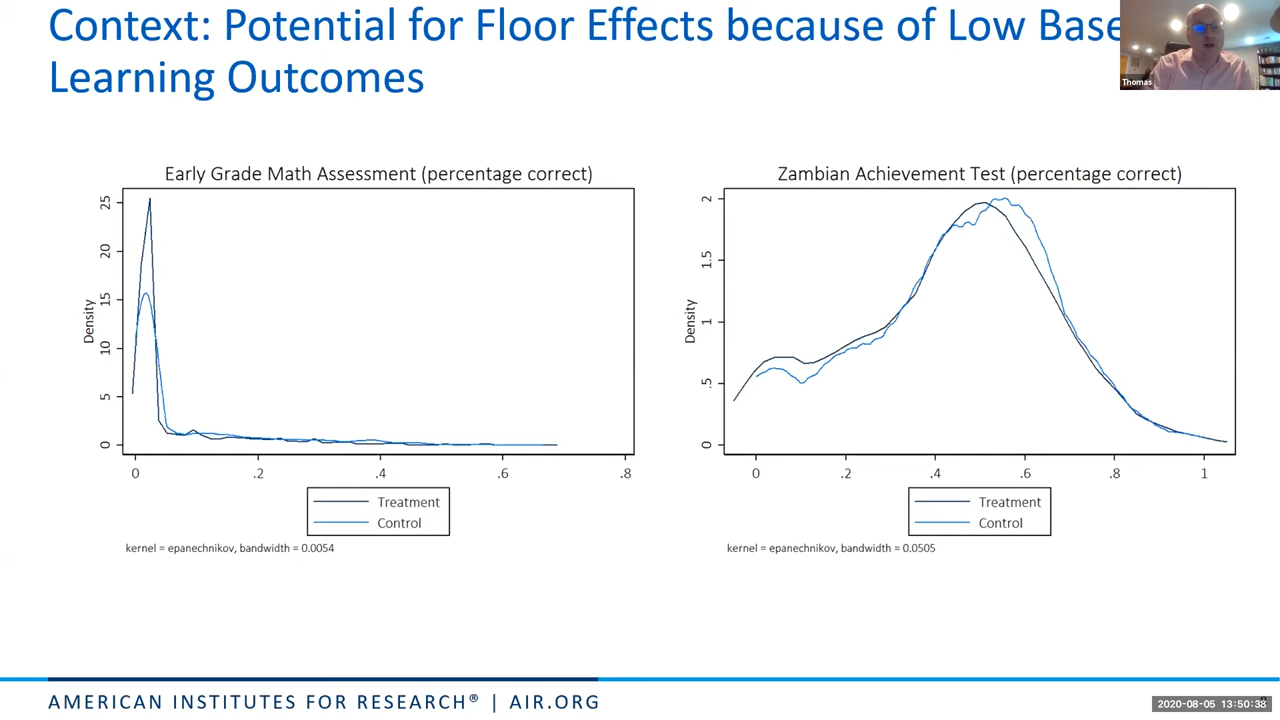 Context: Potential for Floor Effects because of Low Base
Learning Outcomes
Thomas
Early Grade Math Assessment (percentage correct)
Density
25
20
15
10
5
0
0 .2 .4 .6 .8
Treatment
Control
kernel = epanechnikov, bandwidth = 0.0054
Zambian Achievement Test (percentage correct)
Density
2
1.5
1
.5
0
0 .2 .4 .6 .8 1
Treatment
Control
kernel = epanechnikov, bandwidth = 0.0505
AMERICAN INSTITUTES FOR RESEARCH® | AIR.ORG
2020-08-05 13:50:38